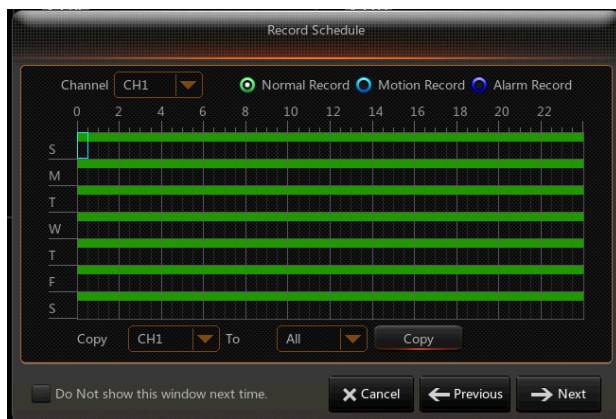 Record Schedule
Channel CH1 Normal Record Motion Record Alarm Record
0 2 4 6 8 10 12 14 16 18 20 22
S
M
T
W
T
F
S
Copy CH1 To All Copy
Do Not show this window next time. Cancel Previous Next